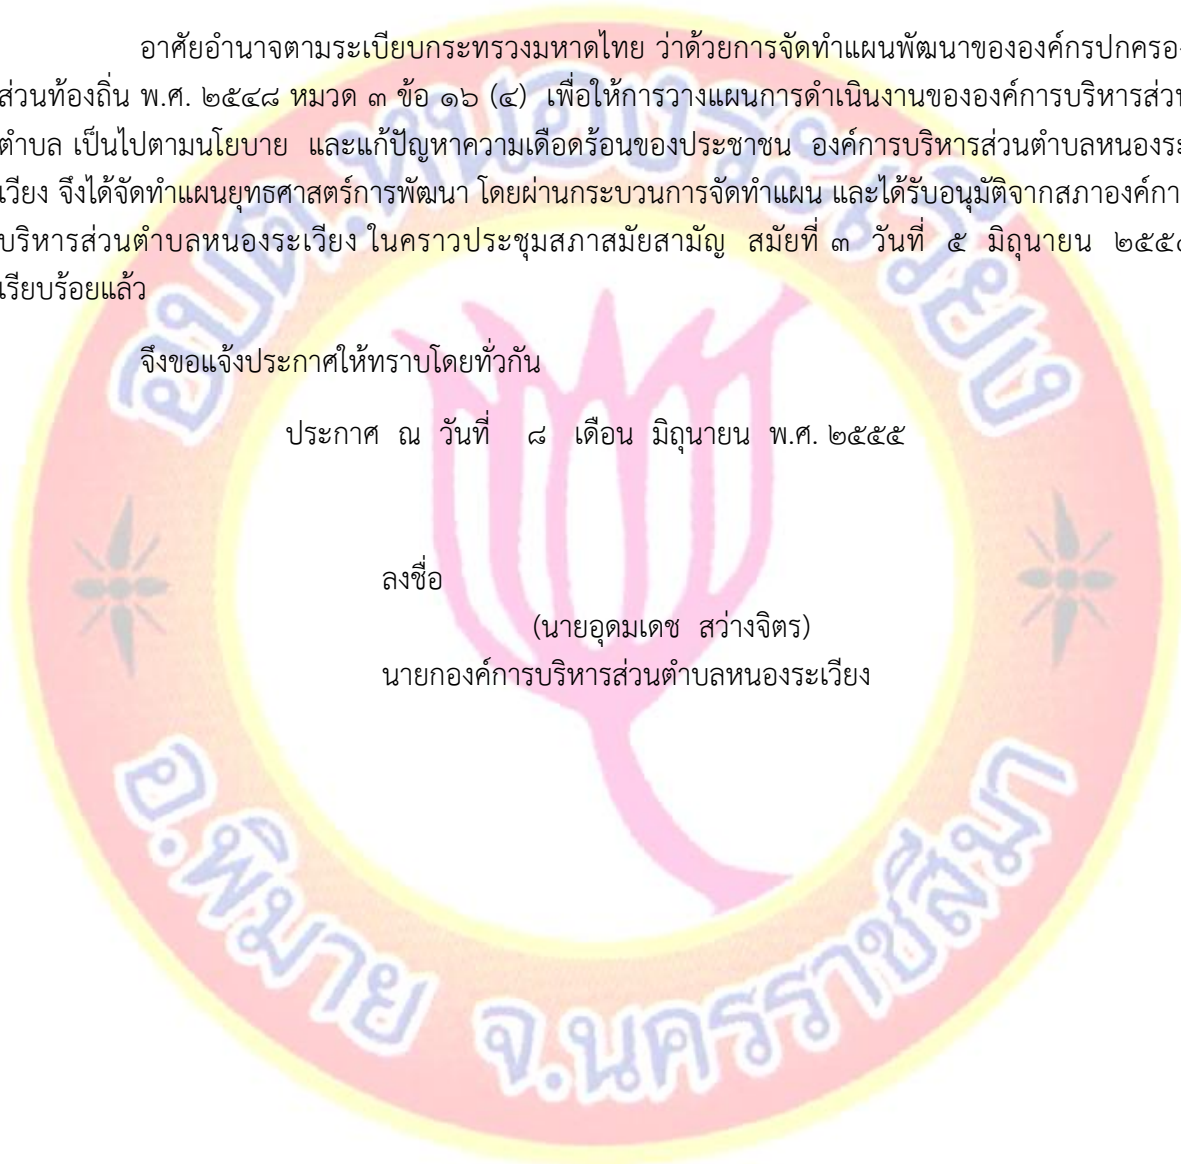 อาศัยอำนาจตามระเบียบกระทรวงมหาดไทย ว่าด้วยการจัดทำแผนพัฒนาขององค์กรปกครอง
ส่วนท้องถิ่น พ.ศ. ๒๕๔๘ หมวด ๓ ข้อ ๑๖ (๔) เพื่อให้การวางแผนการดำเนินงานขององค์การบริหารส่วน
ตำบล เป็นไปตามนโยบาย และแก้ปัญหาความเดือดร้อนของประชาชน องค์การบริหารส่วนตำบลหนองระ
เวียง จึงได้จัดทำแผนยุทธศาสตร์การพัฒนา โดยผ่านกระบวนการจัดทำแผน และได้รับอนุมัติจากสภาองค์กา
บริหารส่วนตำบลหนองระเวียง ในคราวประชุมสภาสมัยสามัญ สมัยที่ ๓ วันที่ ๕ มิถุนายน ๒๕๕๕
เรียบร้อยแล้ว
จึงขอแจ้งประกาศให้ทราบโดยทั่วกัน
ประกาศ ณ วันที่ ๘ เดือน มิถุนายน พ.ศ. ๒๕๕๕
ลงชื่อ
(นายอุดมเดช สว่างจิตร)
นายกองค์การบริหารส่วนตำบลหนองระเวียง
อบต.หนองระเวียง
อ.พิมาย จ.นครราชสีมา